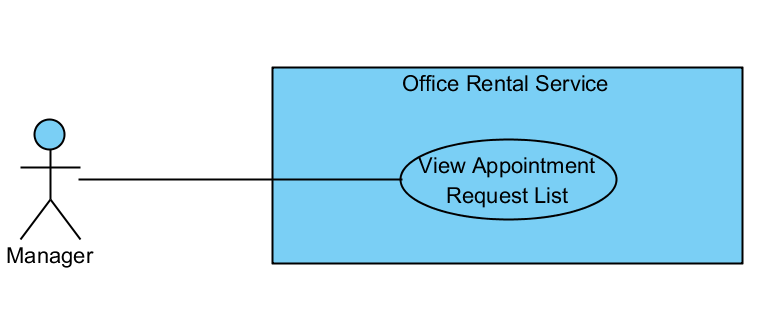 Office Rental Service
View Appointment
Request List
Manager